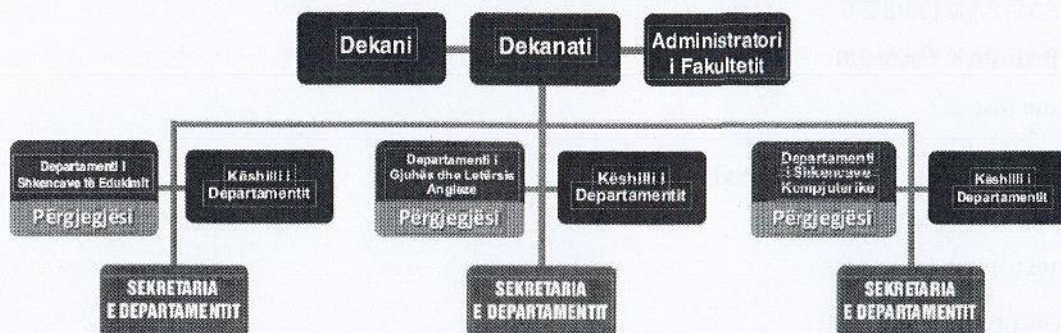 Dekani
Dekanati
Administratori
i Fakultetit
Departamenti i
Shkencave të Edukimit
Përgjegjësi
Këshilli i
Departamentit
Departamenti i
Gjuhës dhe Letërsis
Angleze
Përgjegjësi
Këshilli i
Departamentit
Departamenti
i Shkencave
Kompjuterike
Përgjegjësi
Këshilli i
Departamentit
SEKRETARIA
E DEPARTAMENTIT
SEKRETARIA
E DEPARTAMENTIT
SEKRETARIA
E DEPARTAMENTIT